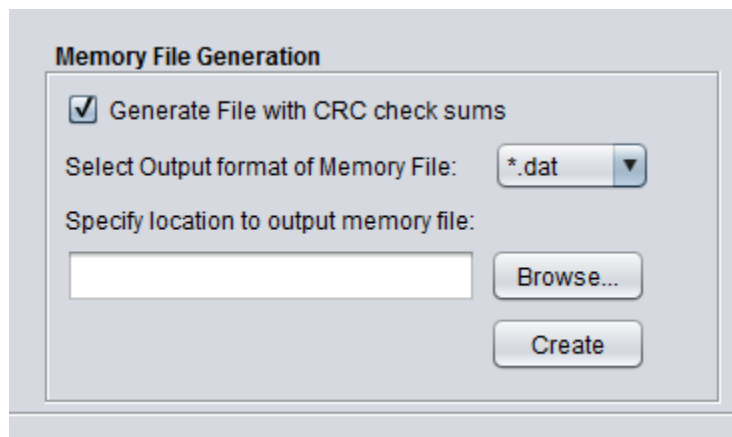 Memory File Generation
Generate File with CRC check sums
Select Output format of Memory File: *.dat
Specify location to output memory file:
Browse...
Create